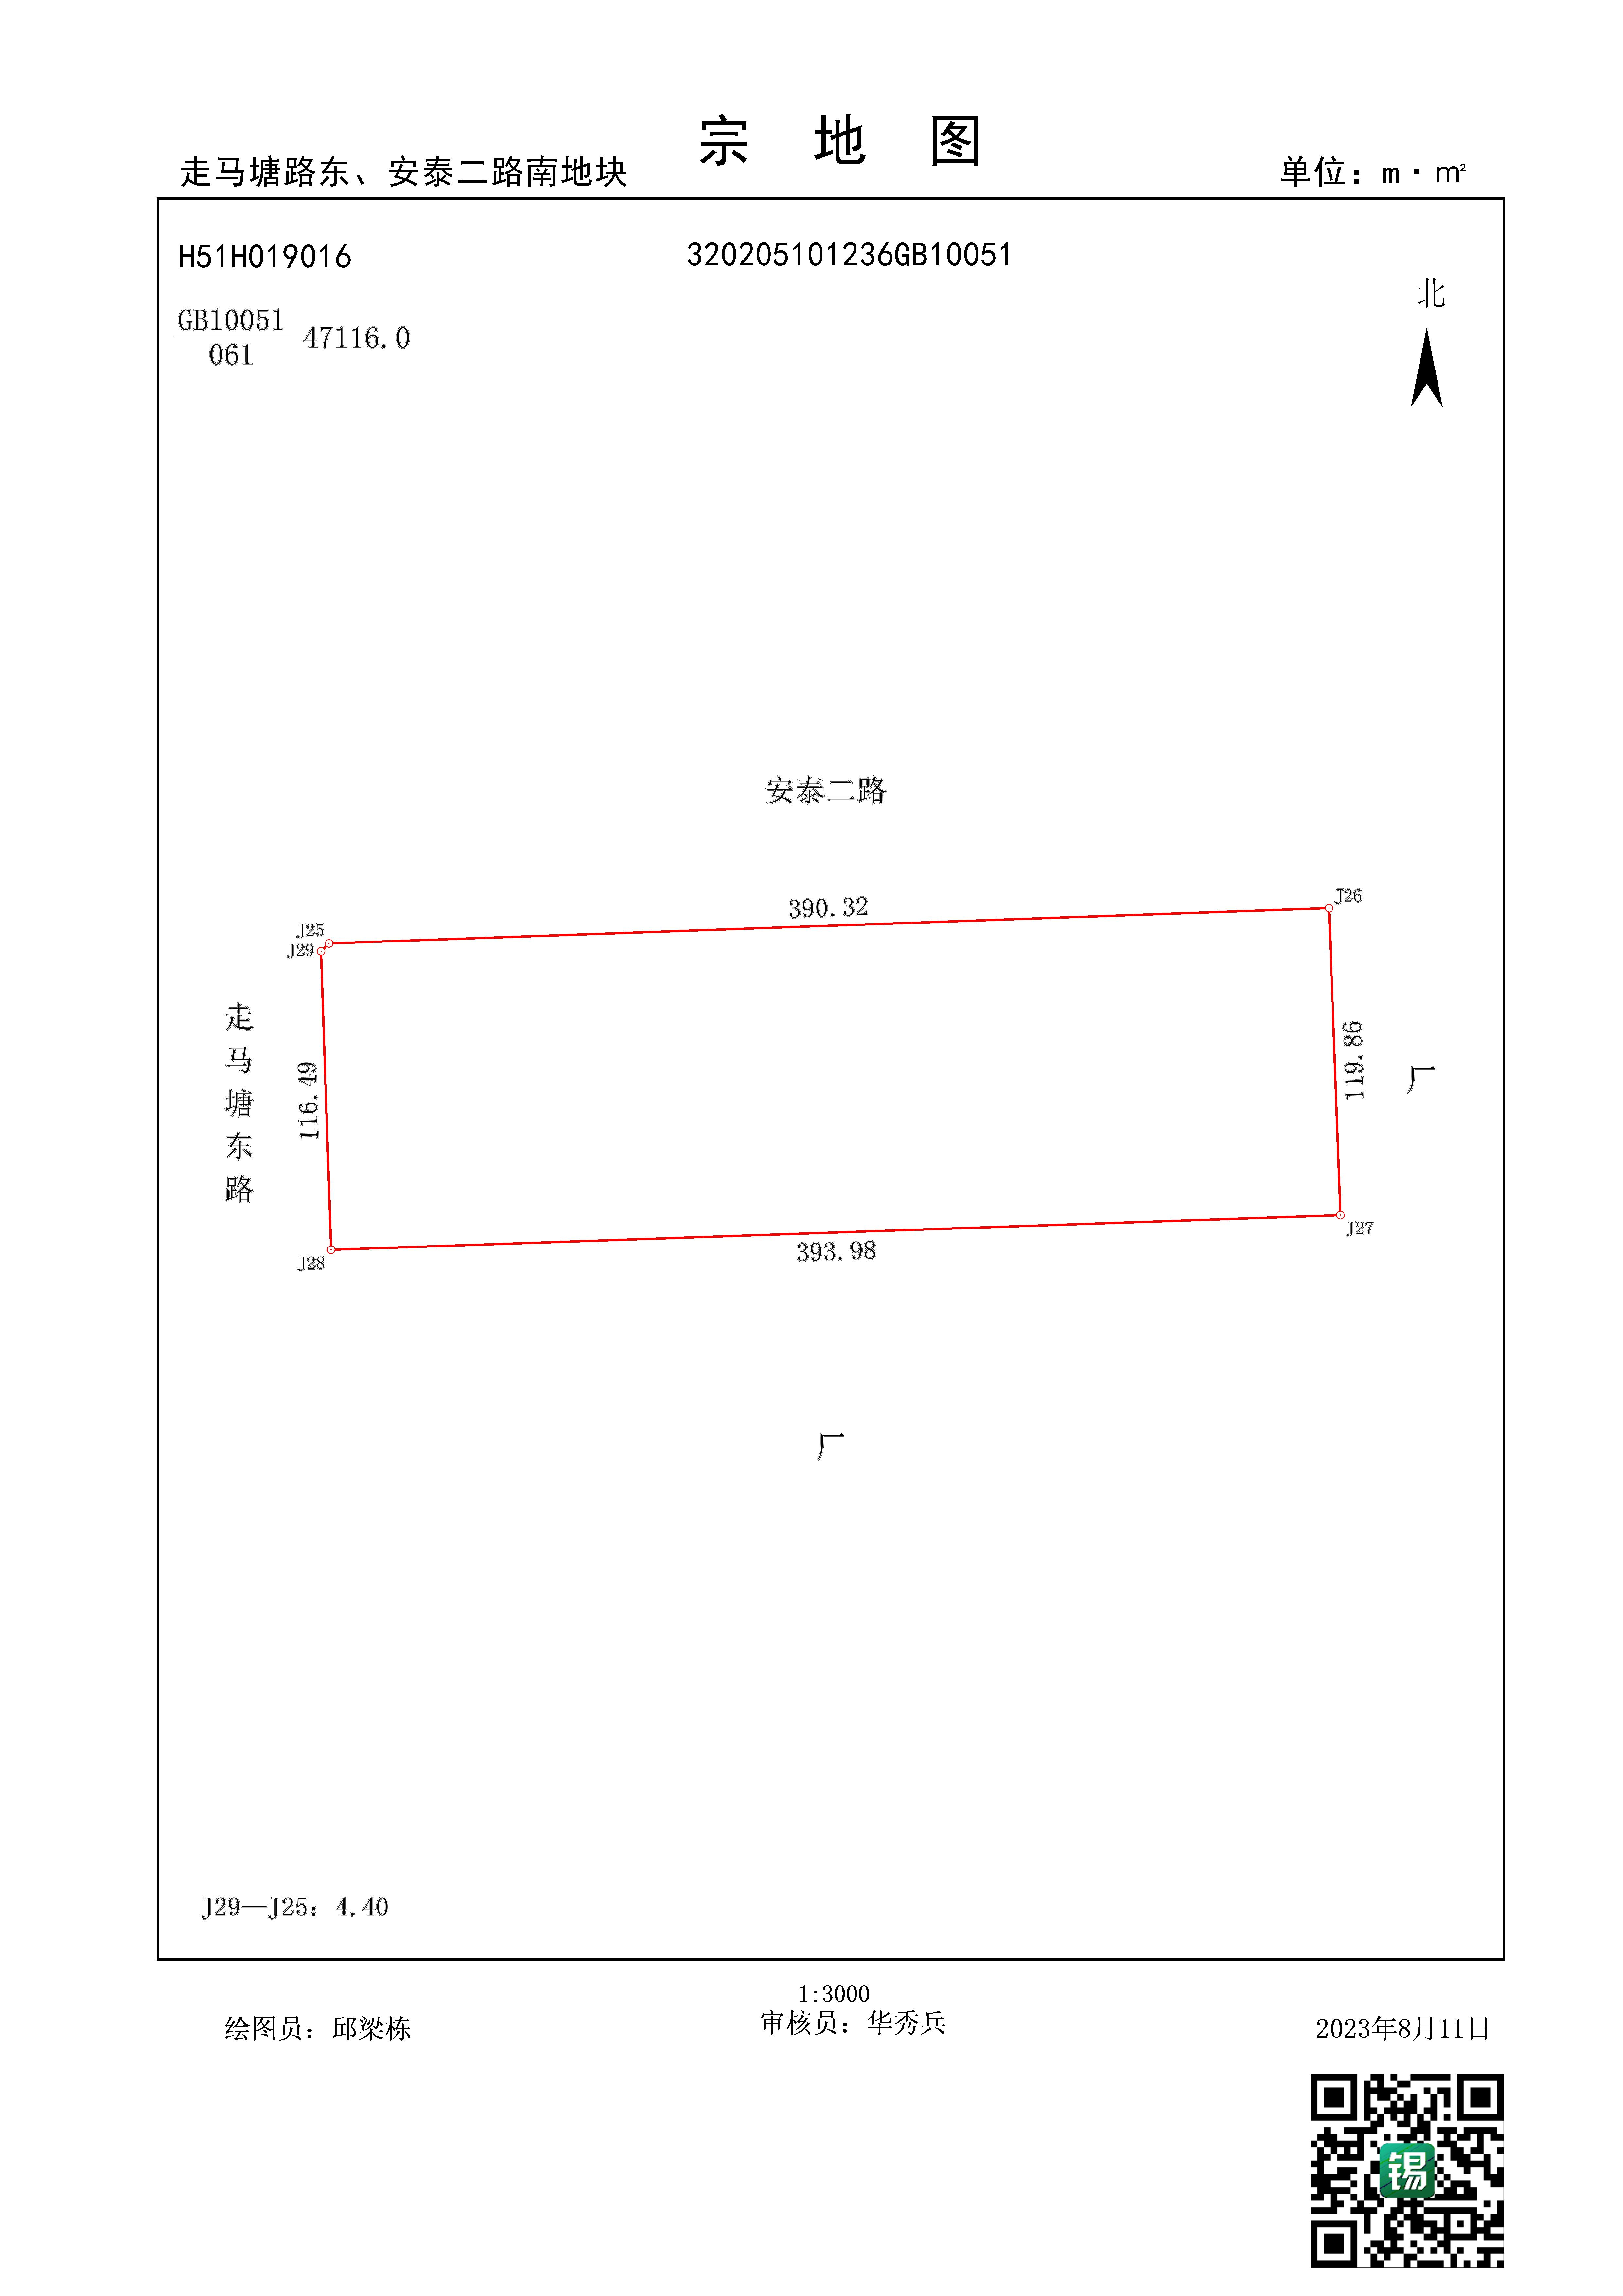 宗 地 图
走马塘路东、安泰二路南地块
单位：m·㎡
H51H019016
320205101236GB10051
北
GB10051
061
47116.0
安泰二路
390.32
J26
J25
J29
走马塘东路
116.49
119.86
厂
J27
J28
393.98
厂
J29—J25：4.40
1:3000
绘图员：邱梁栋
审核员：华秀兵
2023年8月11日
锡